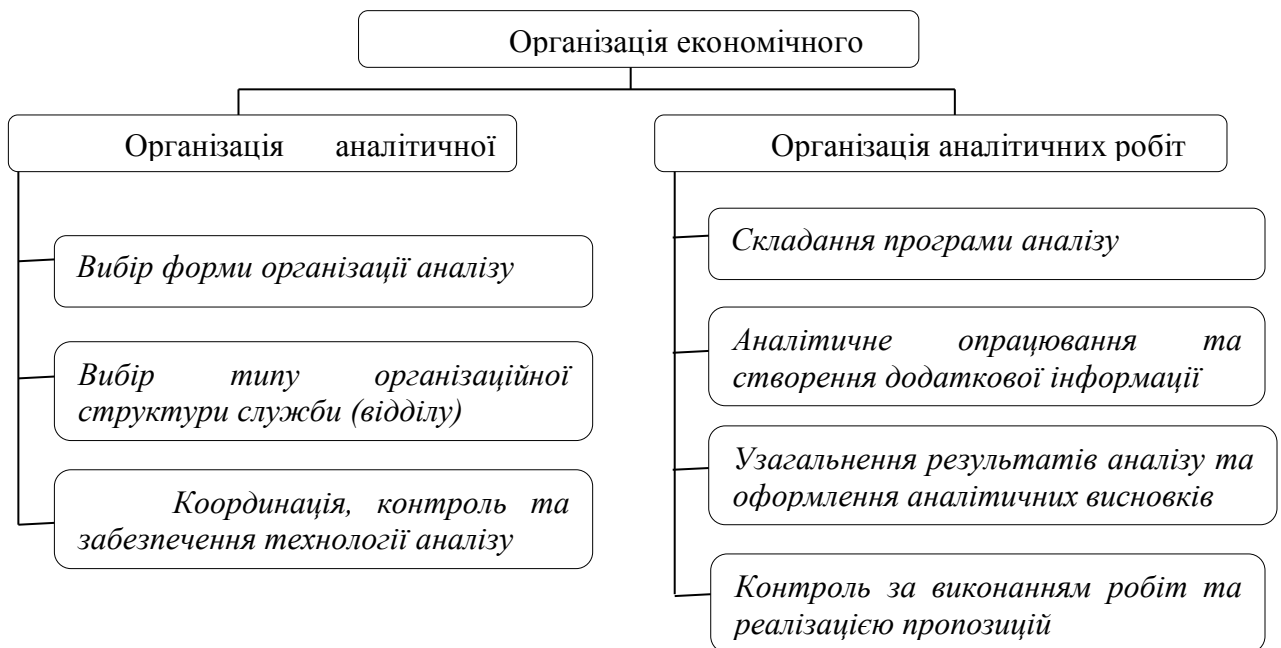 Організація економічного
Організація аналітичної
Вибір форми організації аналізу
Вибір типу організаційної
структури служби (відділу)
Координація, контроль та
забезпечення технології аналізу
Організація аналітичних робіт
Складання програми аналізу
Аналітичне опрацювання та
створення додаткової інформації
Узагальнення результатів аналізу та
оформлення аналітичних висновків
Контроль за виконанням робіт та
реалізацією пропозицій